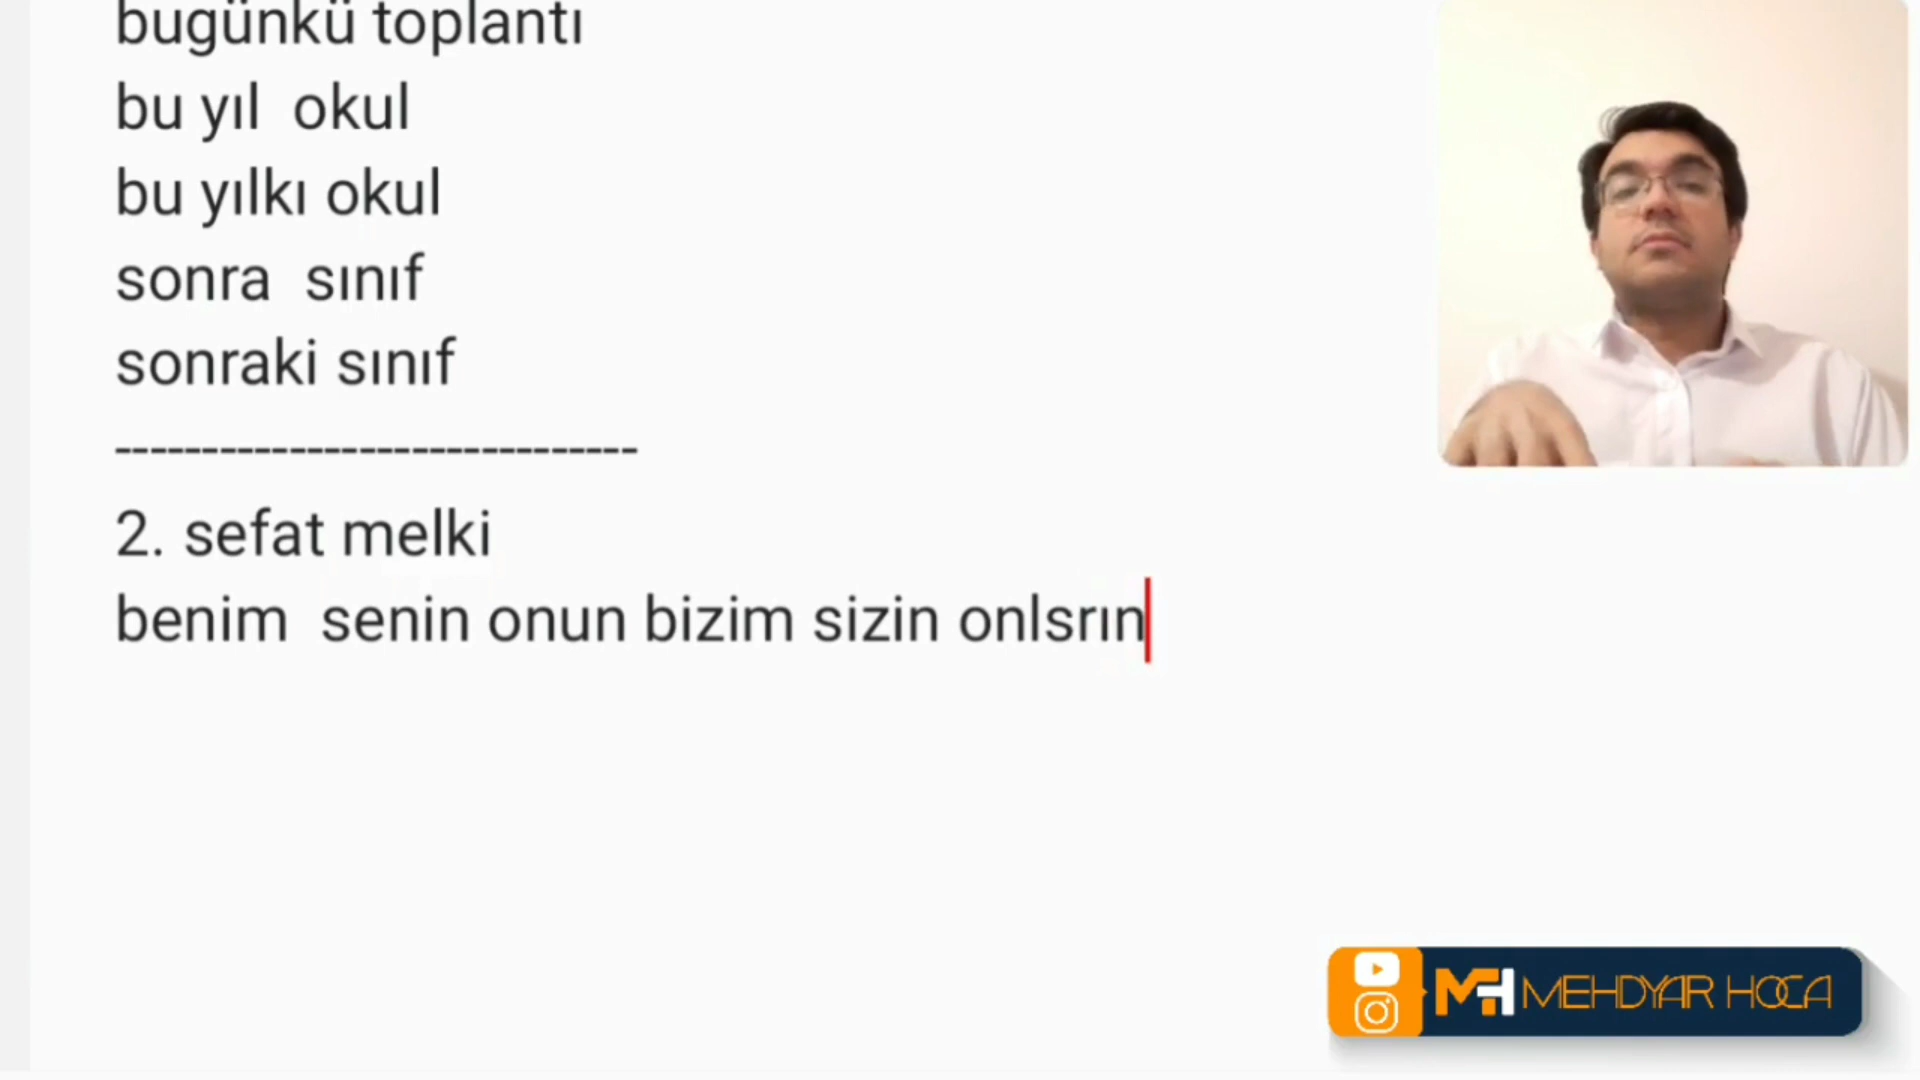 bugünkü toplantı
bu yıl okul
bu yılkı okul
sonra sınıf
sonraki sınıf
------------------------------
2. sefat melki
benim senin onun bizim sizin onlsrın
MH MEHDYAR HOCA